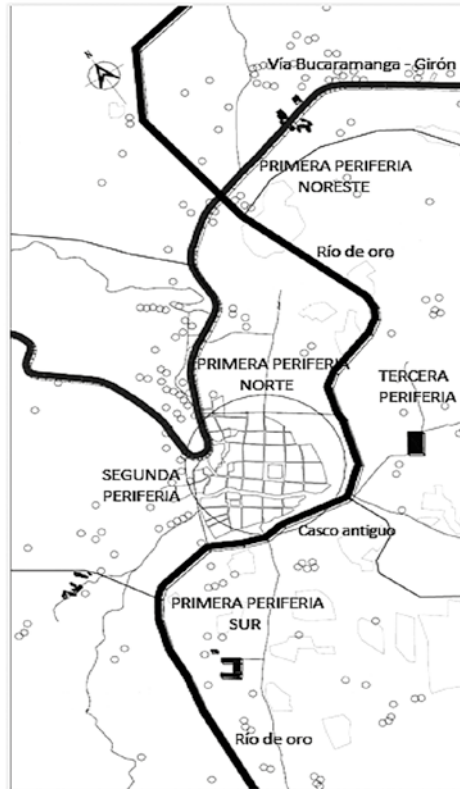 N
Vía Bucaramanga - Girón
PRIMERA PERIFERIA
NORESTE
Río de oro
PRIMERA PERIFERIA
NORTE
TERCERA
PERIFERIA
SEGUNDA
PERIFERIA
Casco antiguo
PRIMERA PERIFERIA
SUR
Río de oro